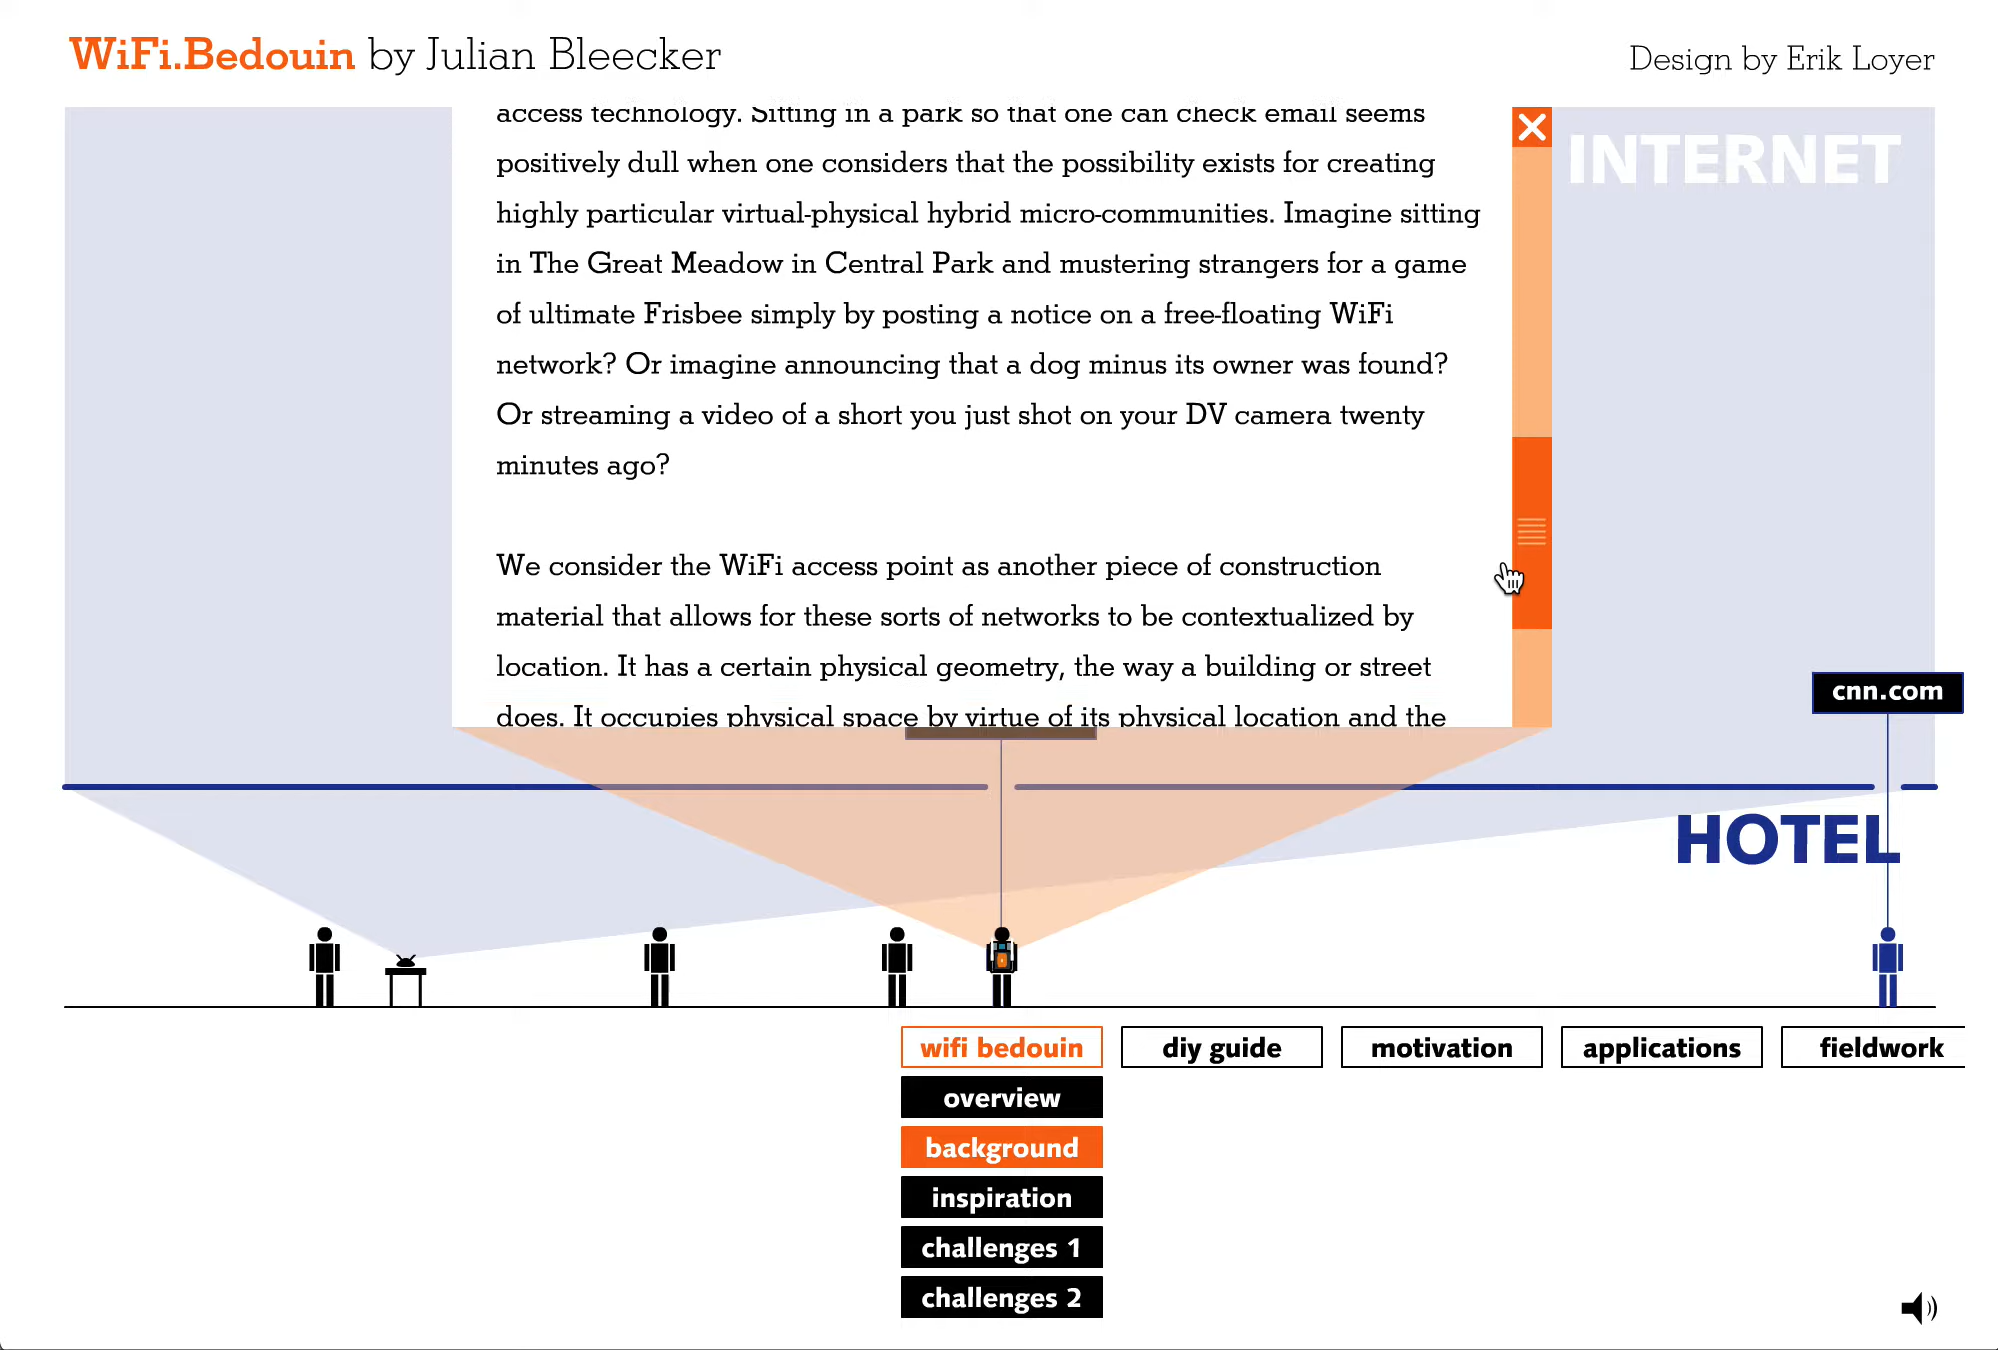 WiFi.Bedouin by Julian Bleecker
Design by Erik Loyer
access technology. Sitting in a park so that one can check email seems
positively dull when one considers that the possibility exists for creating
highly particular virtual-physical hybrid micro-communities. Imagine sitting
in The Great Meadow in Central Park and mustering strangers for a game
of ultimate Frisbee simply by posting a notice on a free-floating WiFi
network? Or imagine announcing that a dog minus its owner was found?
Or streaming a video of a short you just shot on your DV camera twenty
minutes ago?
We consider the WiFi access point as another piece of construction
material that allows for these sorts of networks to be contextualized by
location. It has a certain physical geometry, the way a building or street
does. It occupies physical space by virtue of its physical location and the
INTERNET
cnn.com
HOTEL
wifi bedouin
diy guide
motivation
applications
fieldwork
overview
background
inspiration
challenges 1
challenges 2